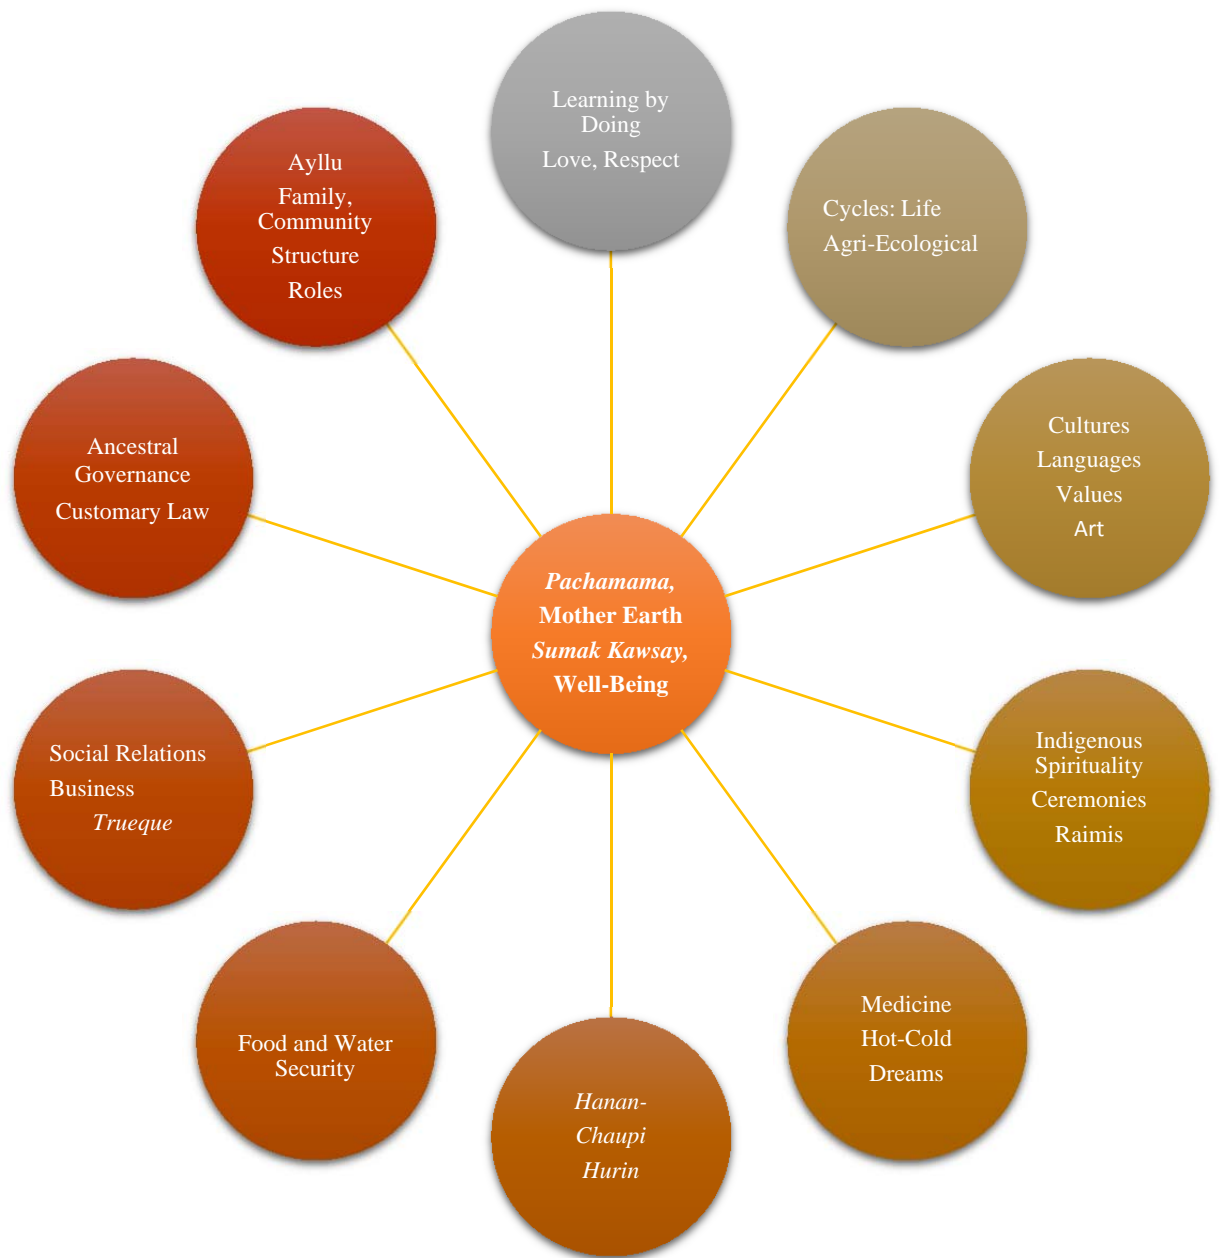 Learning by
Doing
Love, Respect
Cycles: Life
Agri-Ecological
Cultures
Languages
Values
Art
Indigenous
Spirituality
Ceremonies
Raimis
Medicine
Hot-Cold
Dreams
Hanan-
Chaupi
Hurin
Food and Water
Security
Social Relations
Business
Trueque
Ancestral
Governance
Customary Law
Ayllu
Family,
Community
Structure
Roles
Pachamama,
Mother Earth
Sumak Kawsay,
Well-Being